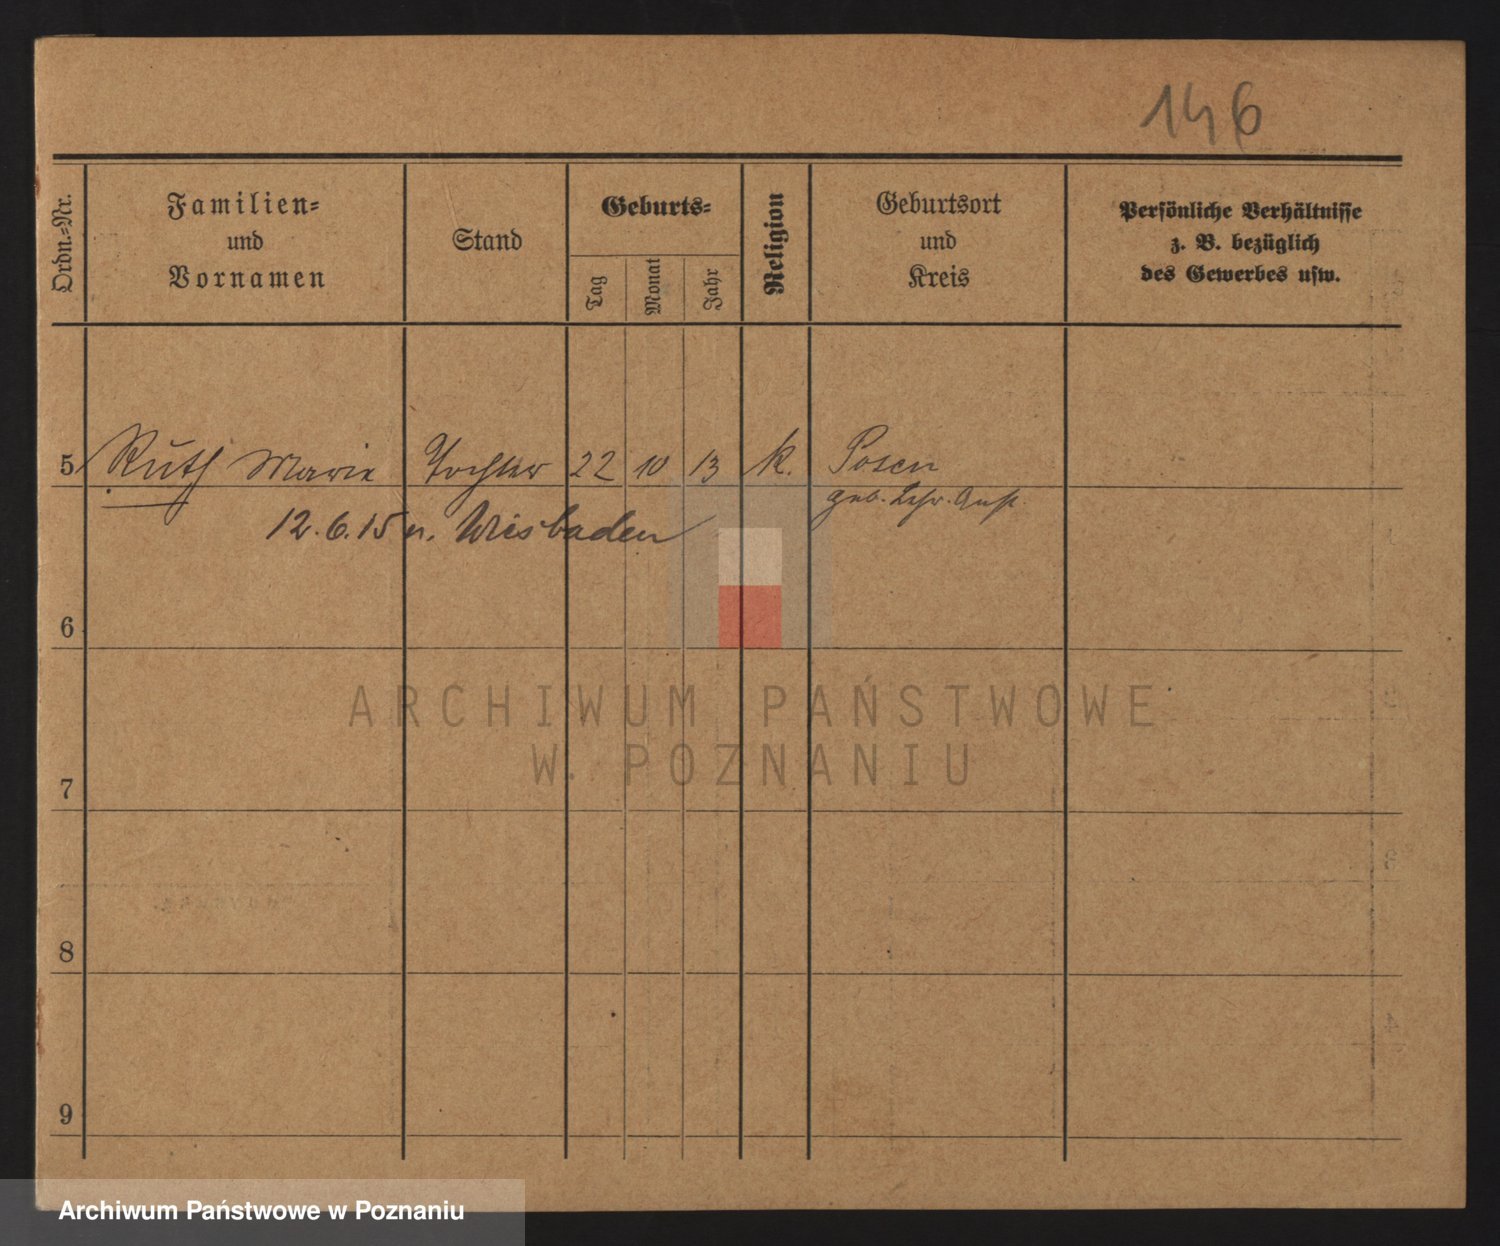 146
Ordn.=Nr.
Familien=
und
Vornamen
Stand
Geburts=
Tag
Monat
Jahr
Religion
Geburtsort
und
Kreis
Persönliche Verhältnisse
z. B. bezüglich
des Gewerbes usw.
5 Ruth Marie Tochter 22 10 13 k. Posen
geb.
12.6.15 n. Wisbaden
6
ARCHIWUM PAŃSTWOWE
W POZNANIU
7
8
9
Archiwum Państwowe w Poznaniu